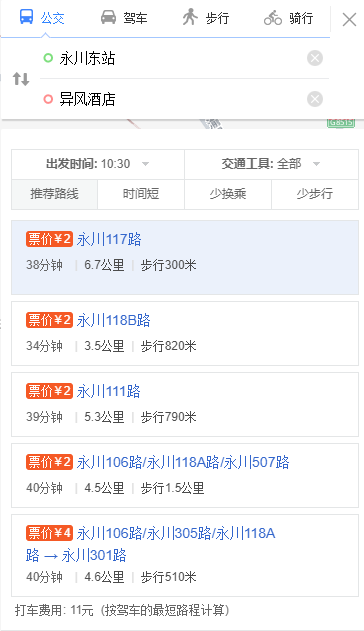 公交 驾车 步行 骑行
永川东站
异风酒店
G8515
出发时间: 10:30 交通工具: 全部
推荐路线 时间短 少换乘 少步行
票价¥2 永川117路
38分钟 | 6.7公里 | 步行300米
票价¥2 永川118B路
34分钟 | 3.5公里 | 步行820米
票价¥2 永川111路
39分钟 | 5.3公里 | 步行790米
票价¥2 永川106路/永川118A路/永川507路
40分钟 | 4.5公里 | 步行1.5公里
票价¥4 永川106路/永川305路/永川118A
路 → 永川301路
40分钟 | 4.6公里 | 步行510米
打车费用: 11元（按驾车的最短路程计算）